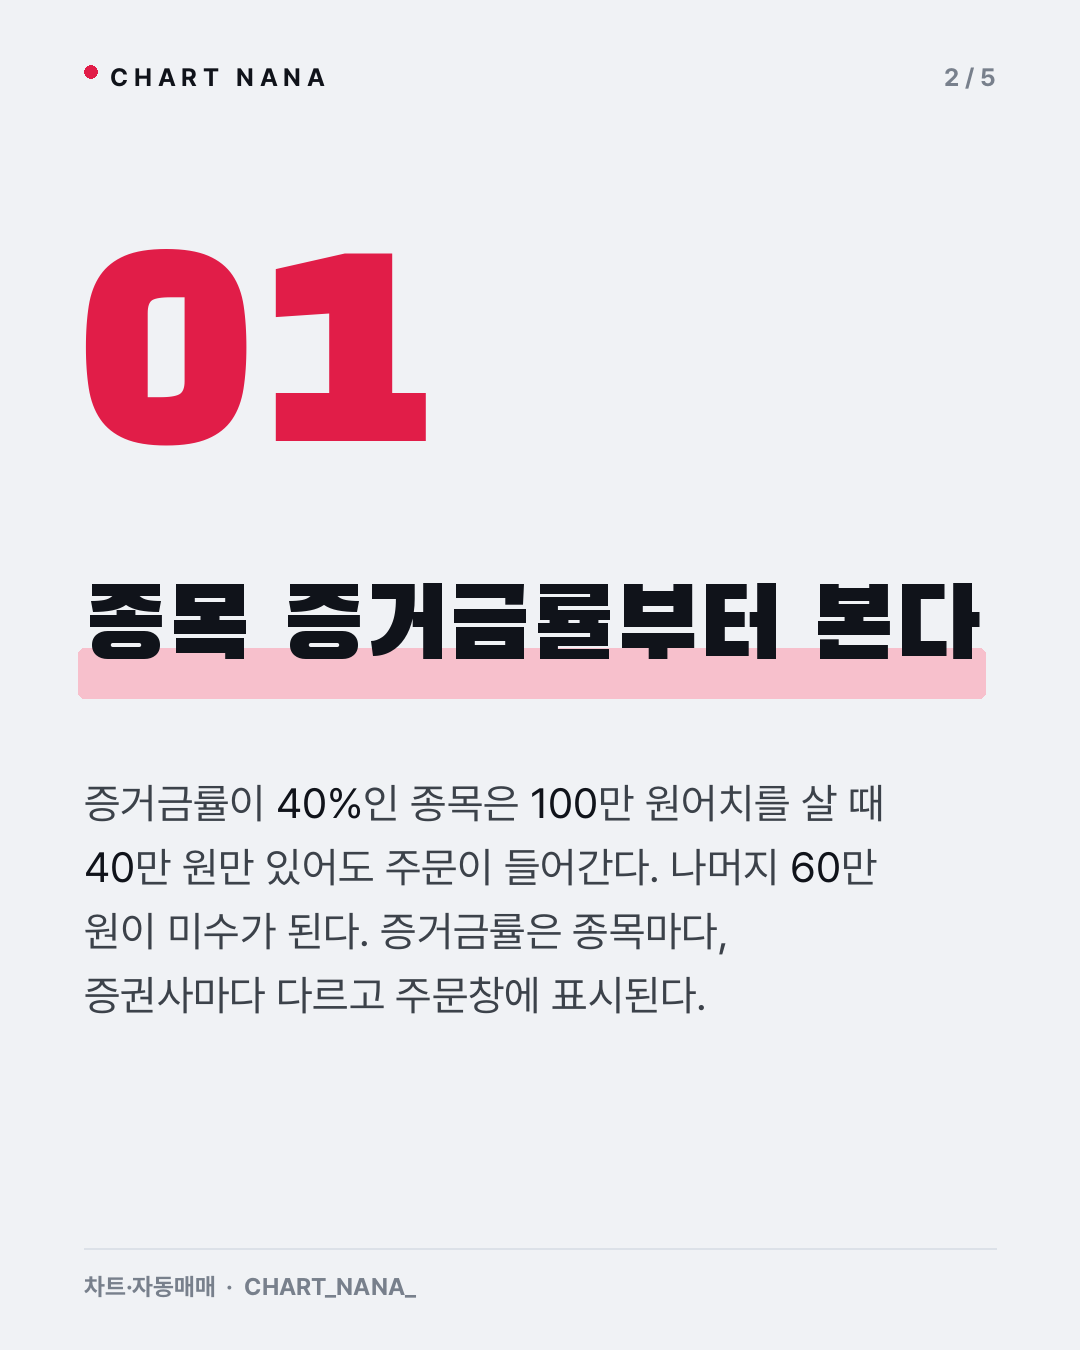 CHART NANA
2 / 5
01
종목 증거금률부터 본다
증거금률이 40%인 종목은 100만 원어치를 살 때
40만 원만 있어도 주문이 들어간다. 나머지 60만
원이 미수가 된다. 증거금률은 종목마다,
증권사마다 다르고 주문창에 표시된다.
차트·자동매매 · CHART_NANA_